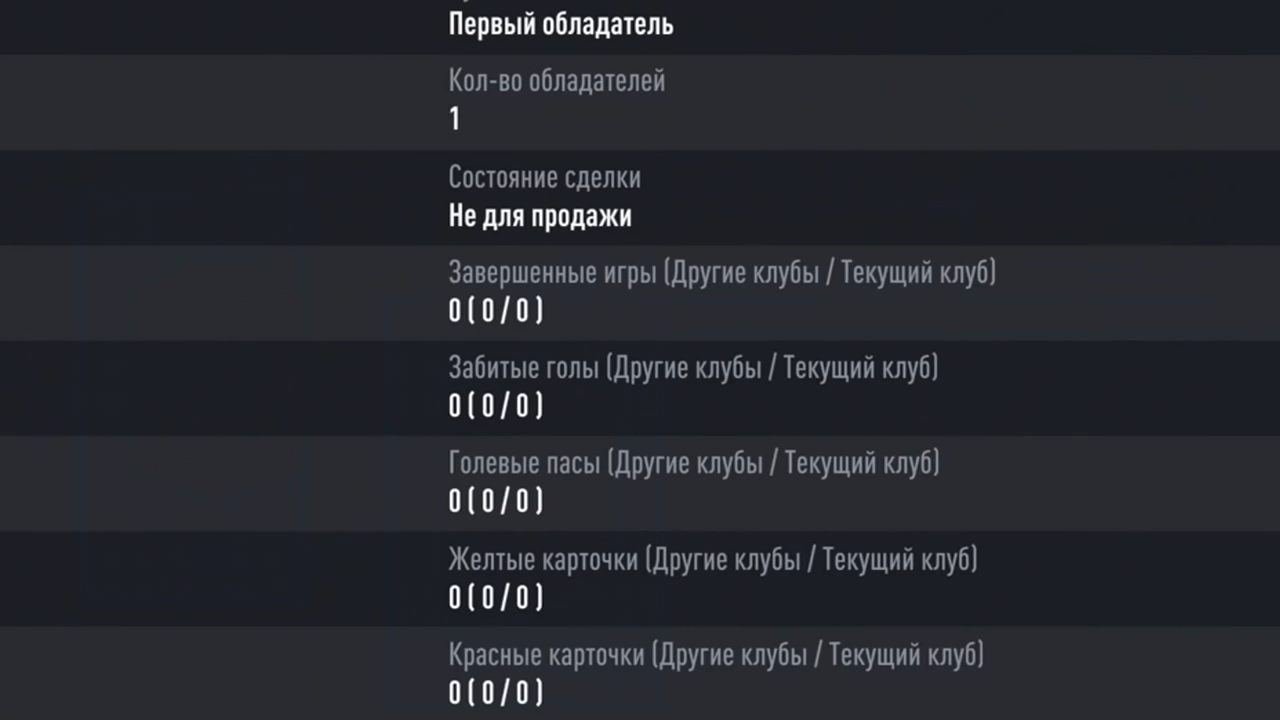 Первый обладатель
Кол-во обладателей
1
Состояние сделки
Не для продажи
Завершенные игры (Другие клубы / Текущий клуб)
0 ( 0 / 0 )
Забитые голы (Другие клубы / Текущий клуб)
0 ( 0 / 0 )
Голевые пасы (Другие клубы / Текущий клуб)
0 ( 0 / 0 )
Желтые карточки (Другие клубы / Текущий клуб)
0 ( 0 / 0 )
Красные карточки (Другие клубы / Текущий клуб)
0 ( 0 / 0 )